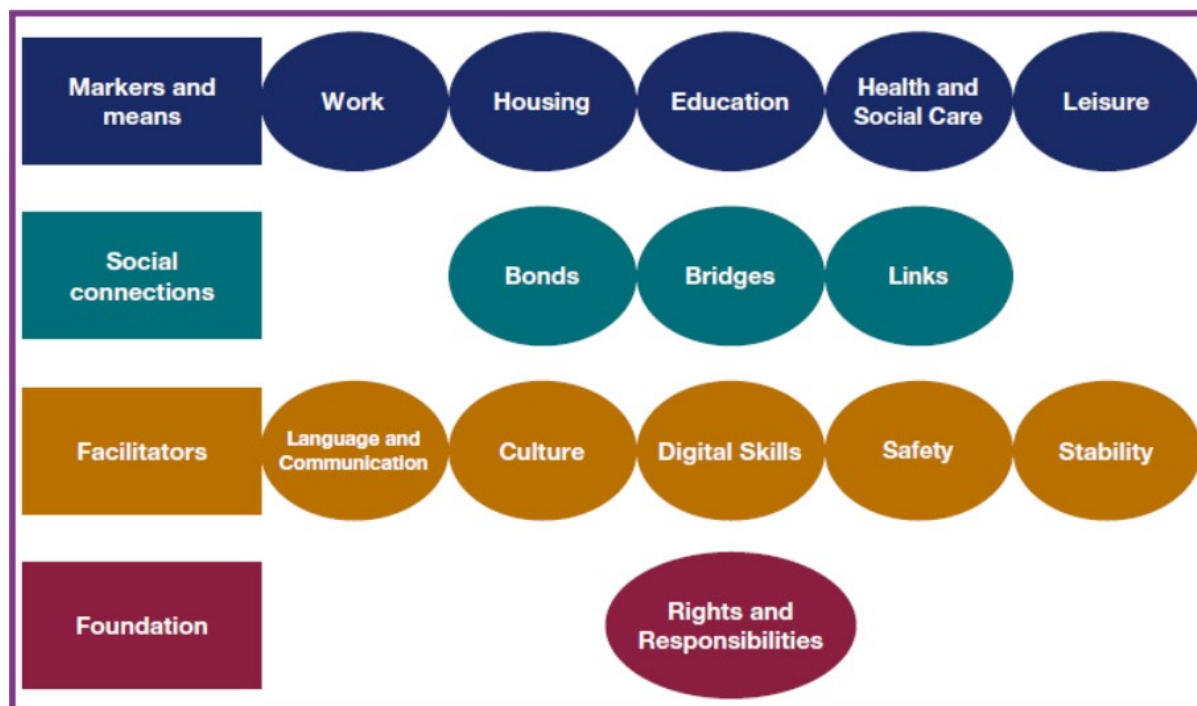 Markers and
means
Work
Housing
Education
Health and
Social Care
Leisure
Social
connections
Bonds
Bridges
Links
Facilitators
Language and
Communication
Culture
Digital Skills
Safety
Stability
Foundation
Rights and
Responsibilities